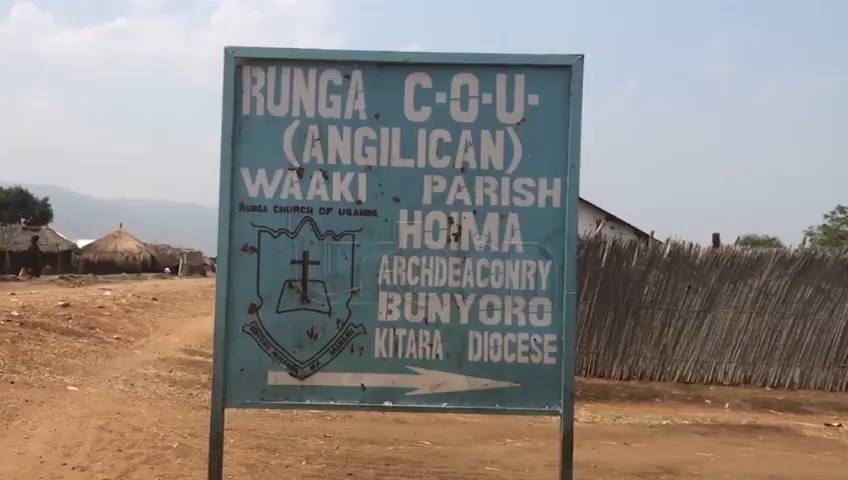 RUNGA C·O·U·
(ANGILICAN)
WAAKI PARISH
RUNGA CHURCH OF UGANDA
HOIMA
ARCHDEACONRY
BUNYORO
KITARA DIOCESE